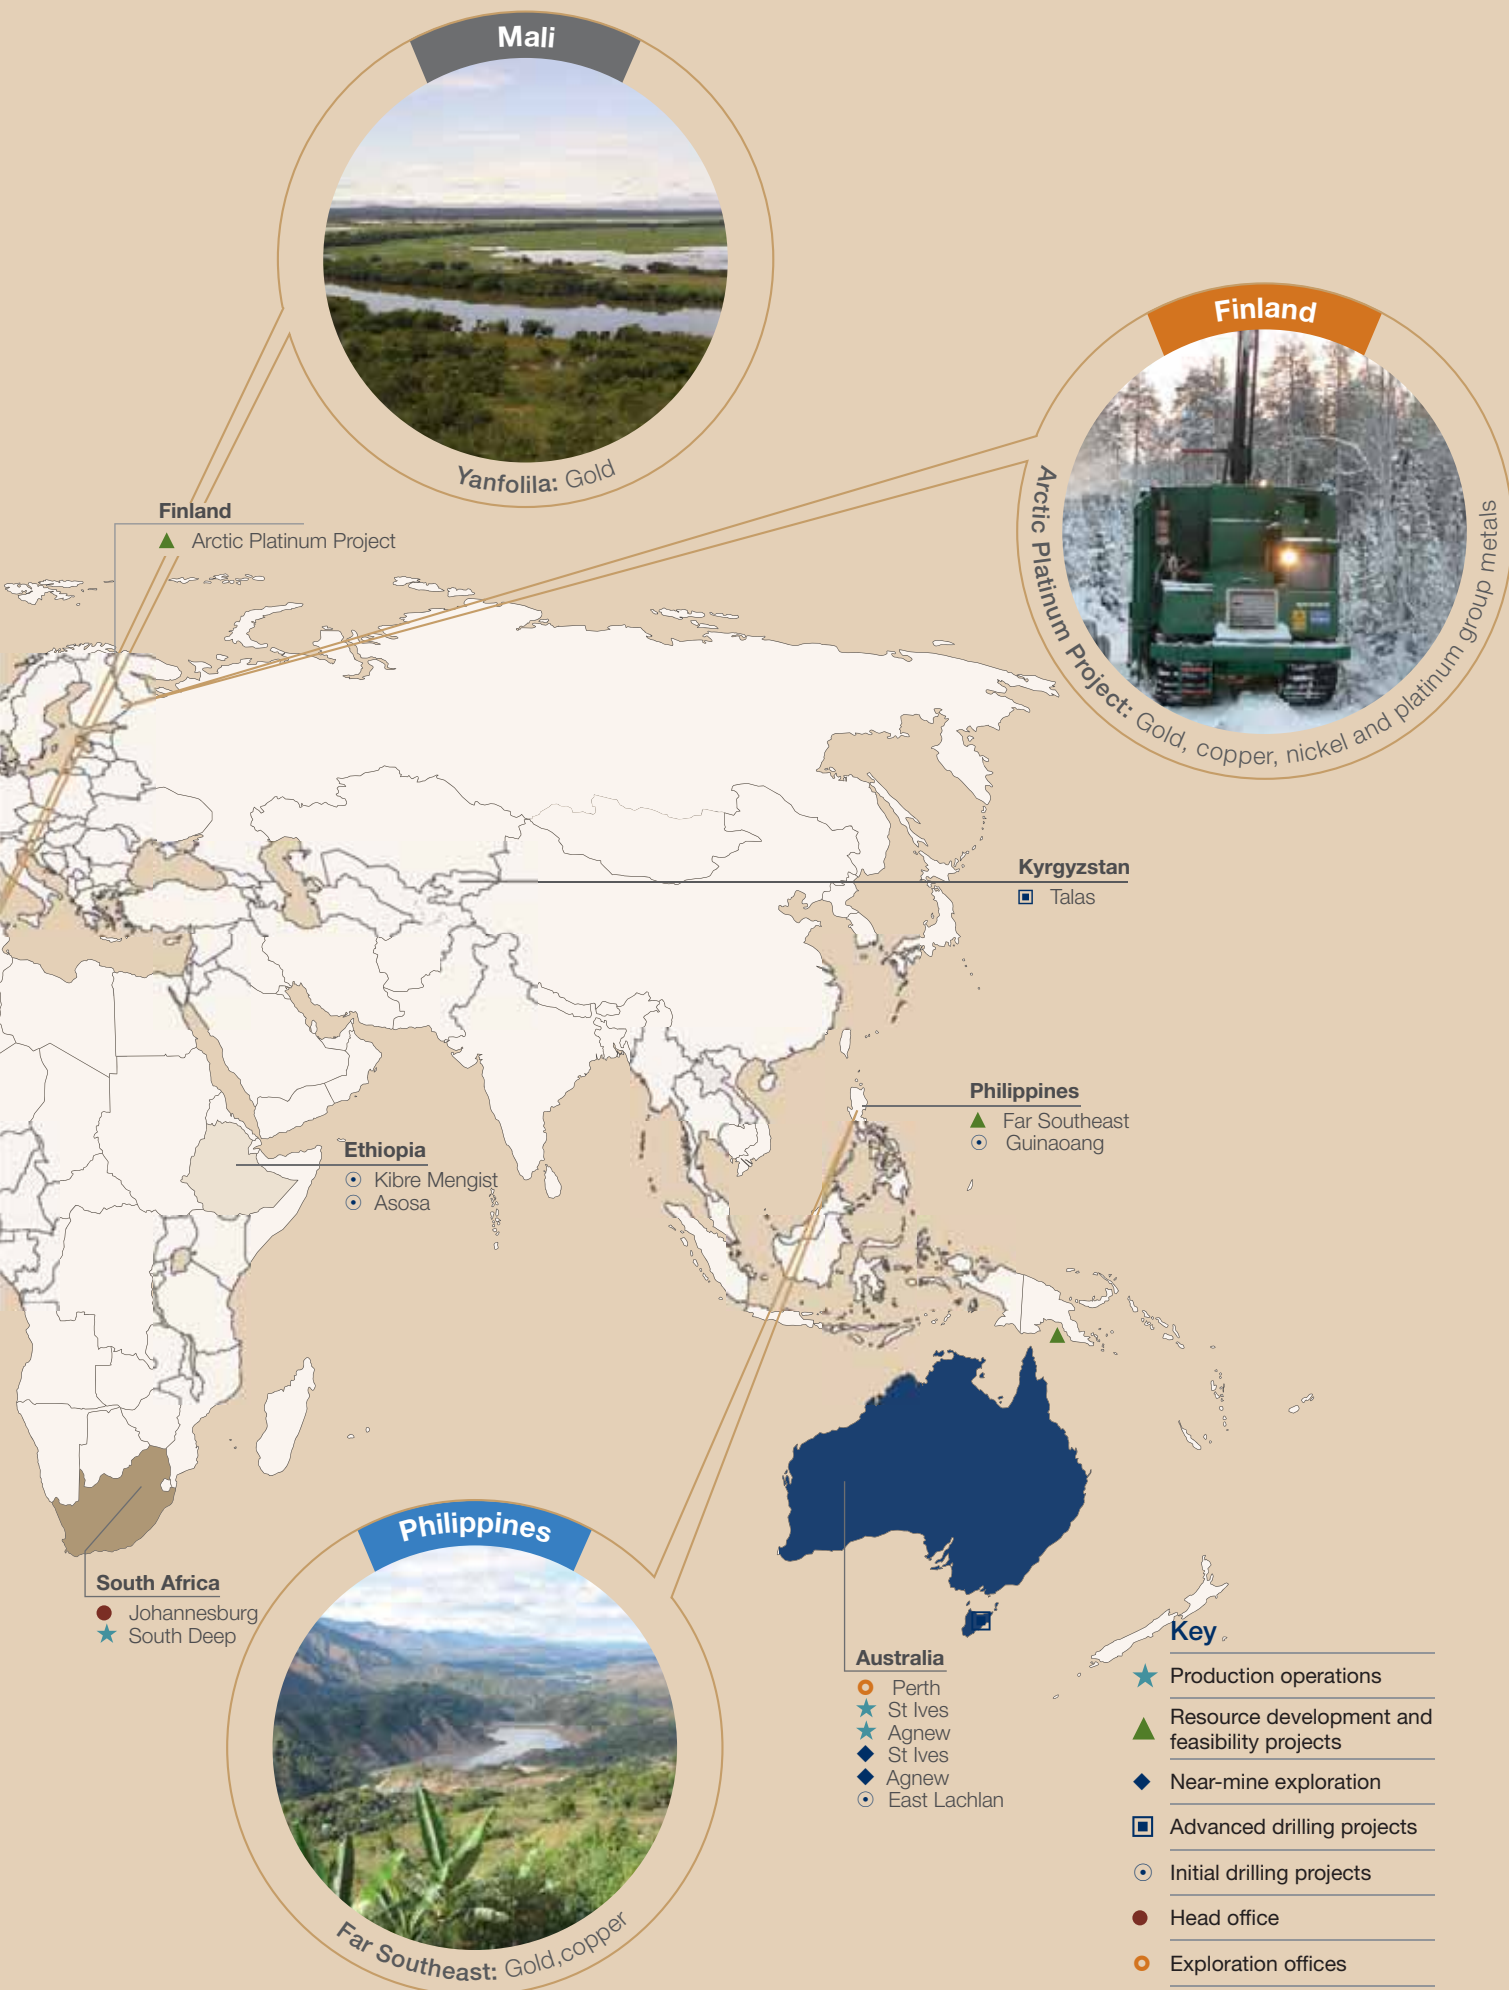 Mali
Yanfolila: Gold
Finland
Arctic Platinum Project: Gold, copper, nickel and platinum group metals
Finland
Arctic Platinum Project
Kyrgyzstan
Talas
Philippines
Far Southeast
Guinaoang
Ethiopia
Kibre Mengist
Asosa
South Africa
Johannesburg
South Deep
Philippines
Far Southeast: Gold,copper
Australia
Perth
St Ives
Agnew
St Ives
Agnew
East Lachlan
Key
Production operations
Resource development and
feasibility projects
Near-mine exploration
Advanced drilling projects
Initial drilling projects
Head office
Exploration offices